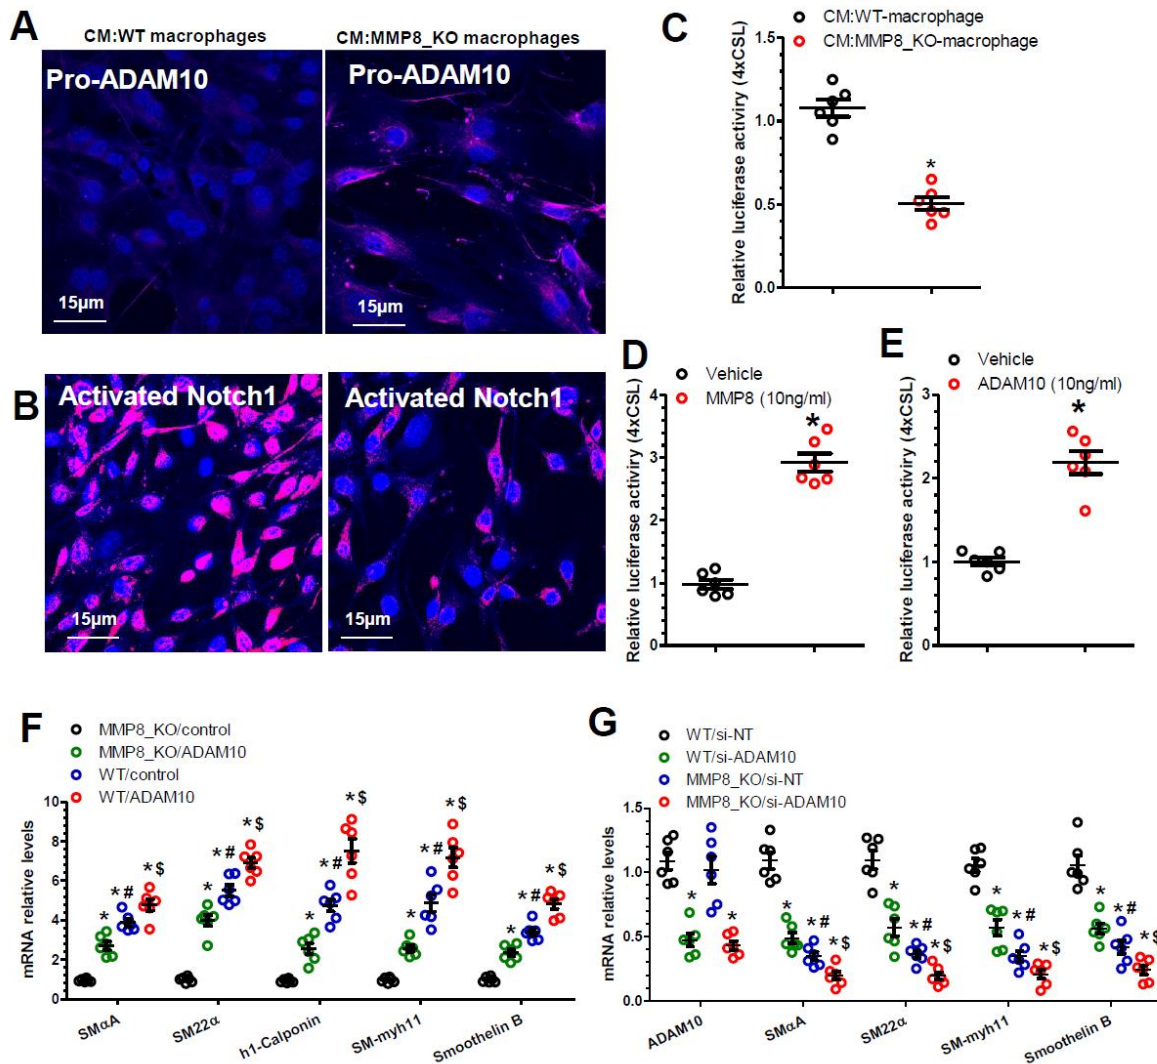 A
CM:WT macrophages
CM:MMP8_KO macrophages
Pro-ADAM10
Pro-ADAM10
15µm
15µm
B
Activated Notch1
Activated Notch1
15µm
15µm
C
CM:WT-macrophage
CM:MMP8_KO-macrophage
Relative luciferase activiry (4xCSL)
1.5
1.0
0.5
0.0
*
D
Vehicle
MMP8 (10ng/ml)
Relative luciferase activity (4xCSL)
4
3
2
1
0
*
E
Vehicle
ADAM10 (10ng/ml)
Relative luciferase activity (4xCSL)
3
2
1
0
*
F
MMP8_KO/control
MMP8_KO/ADAM10
WT/control
WT/ADAM10
mRNA relative levels
10
8
6
4
2
0
* *# *$
* *# *$
* *# *$
* *# *$
* *# *$
SMαA
SM22α
h1-Calponin
SM-myh11
Smoothelin B
G
WT/si-NT
WT/si-ADAM10
MMP8_KO/si-NT
MMP8_KO/si-ADAM10
mRNA relative levels
1.5
1.0
0.5
0.0
* *
* *# *$
* *# *$
* *# *$
* *# *$
ADAM10
SMαA
SM22α
SM-myh11
Smoothelin B